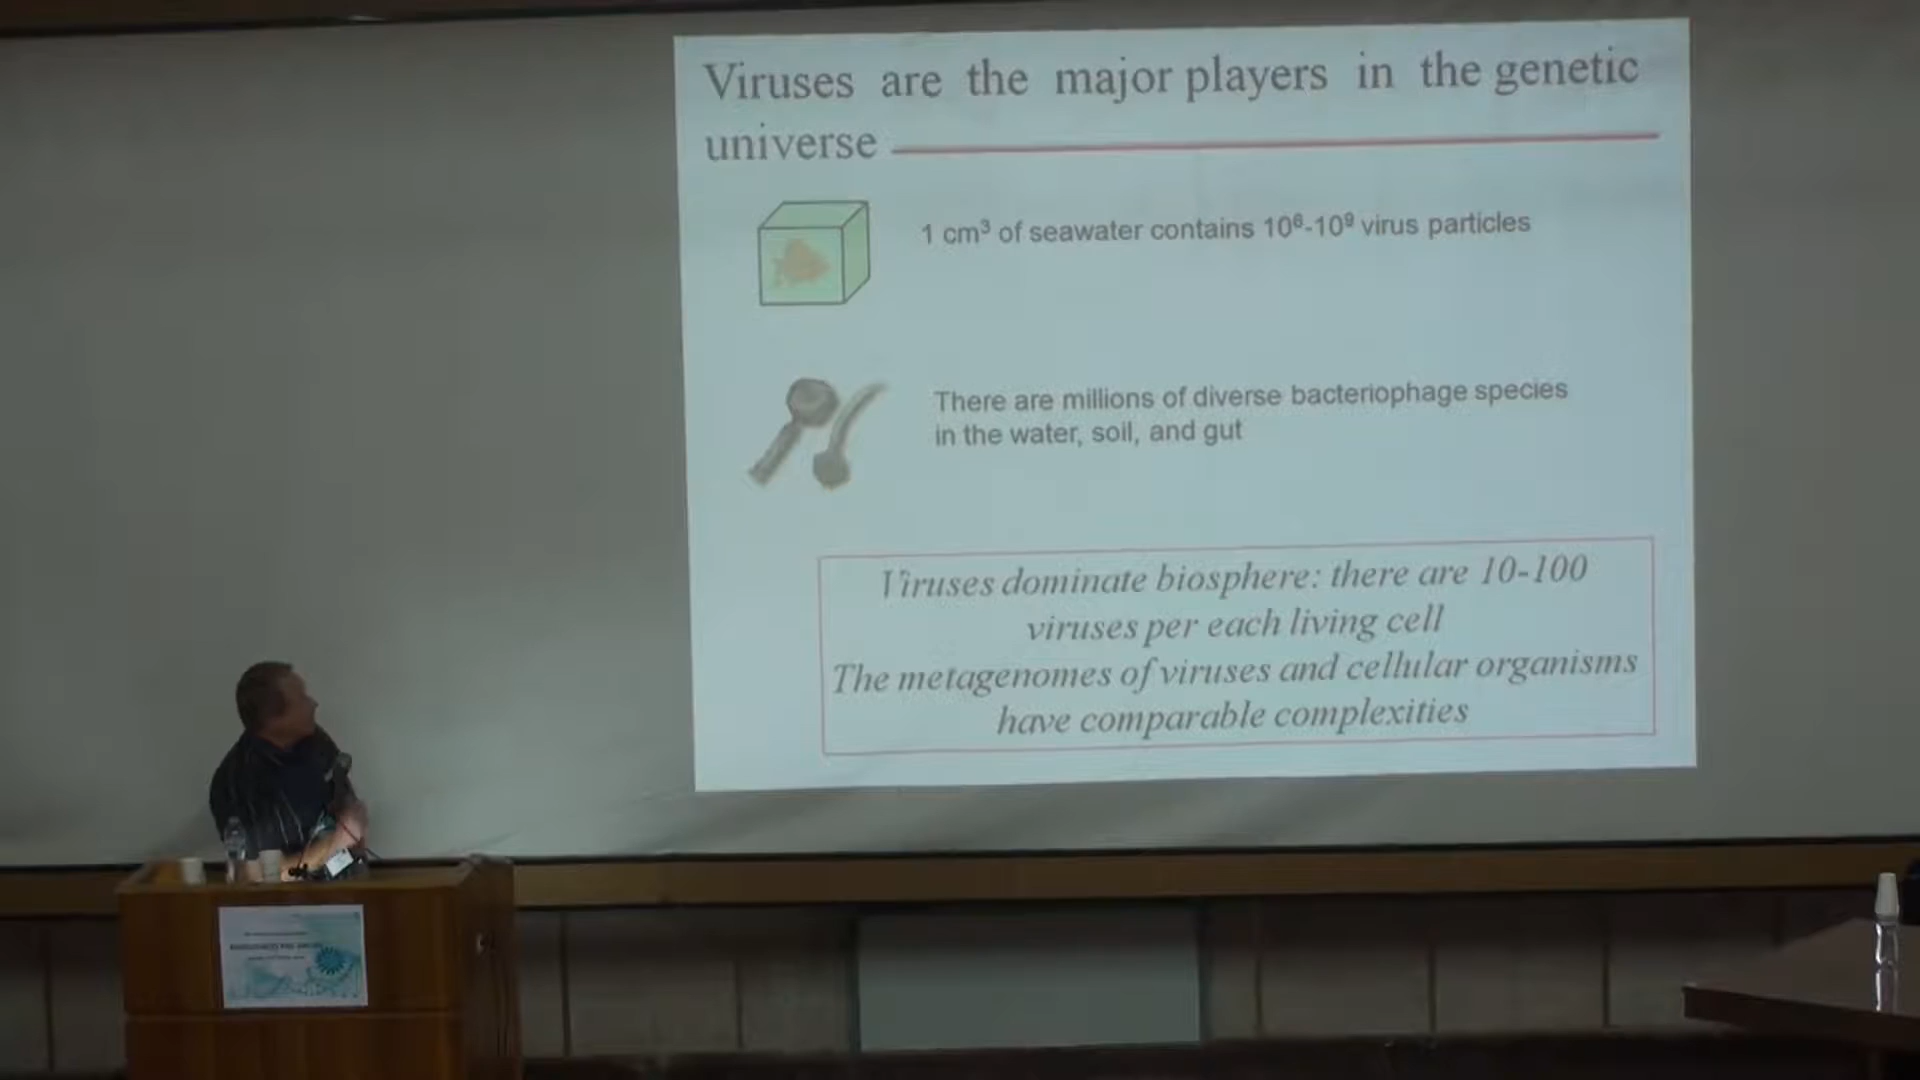 Viruses are the major players in the genetic
universe
1 cm³ of seawater contains 10⁶-10⁹ virus particles
There are millions of diverse bacteriophage species
in the water, soil, and gut
Viruses dominate biosphere: there are 10-100
viruses per each living cell
The metagenomes of viruses and cellular organisms
have comparable complexities